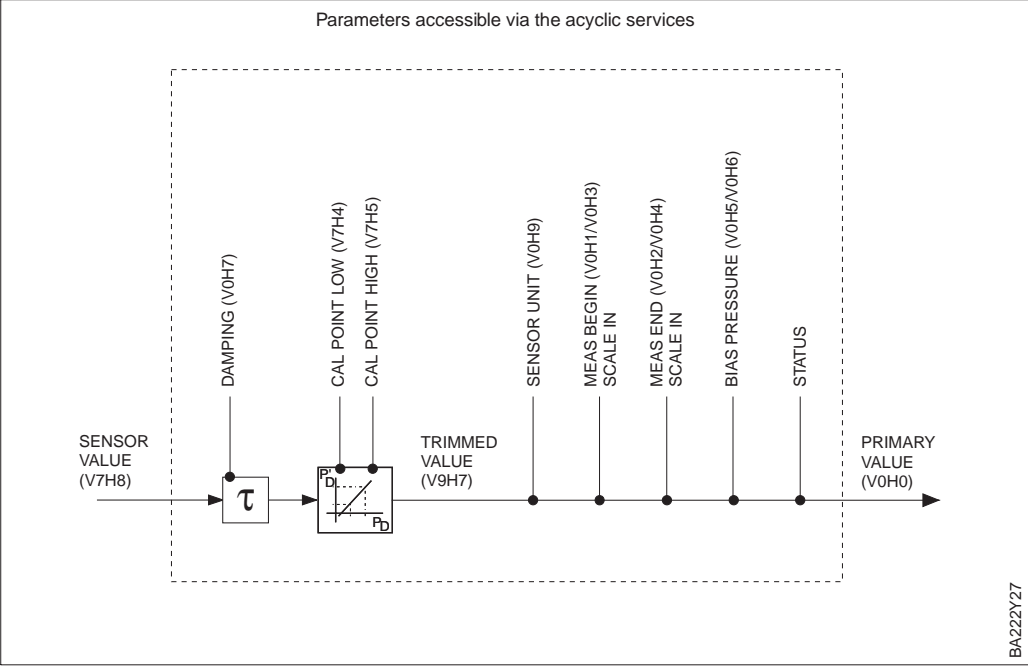 Parameters accessible via the acyclic services
DAMPING (V0H7)
CAL POINT LOW (V7H4)
CAL POINT HIGH (V7H5)
SENSOR UNIT (V0H9)
MEAS BEGIN (V0H1/V0H3)
SCALE IN
MEAS END (V0H2/V0H4)
SCALE IN
BIAS PRESSURE (V0H5/V0H6)
STATUS
SENSOR
VALUE
(V7H8)
τ
P'D
PD
TRIMMED
VALUE
(V9H7)
PRIMARY
VALUE
(V0H0)
BA222Y27